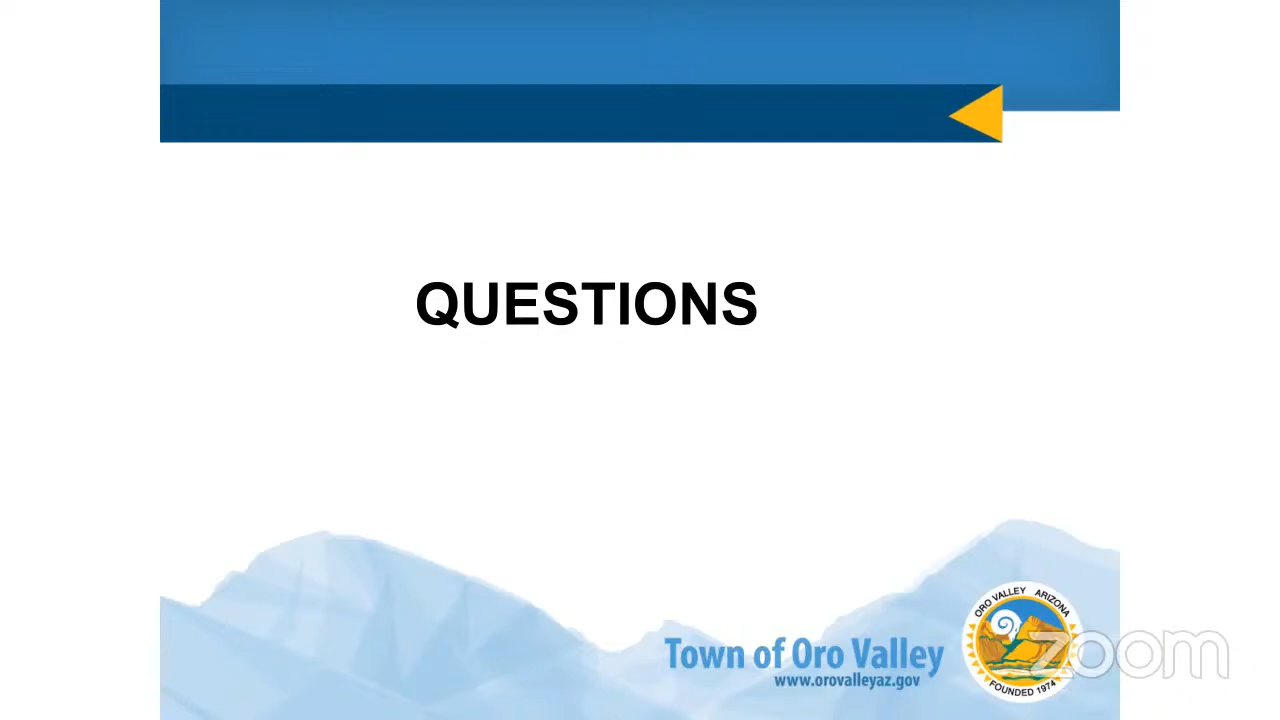 QUESTIONS
Town of Oro Valley
www.orovalleyaz.gov
ORO VALLEY ARIZONA
FOUNDED 1974
zoom